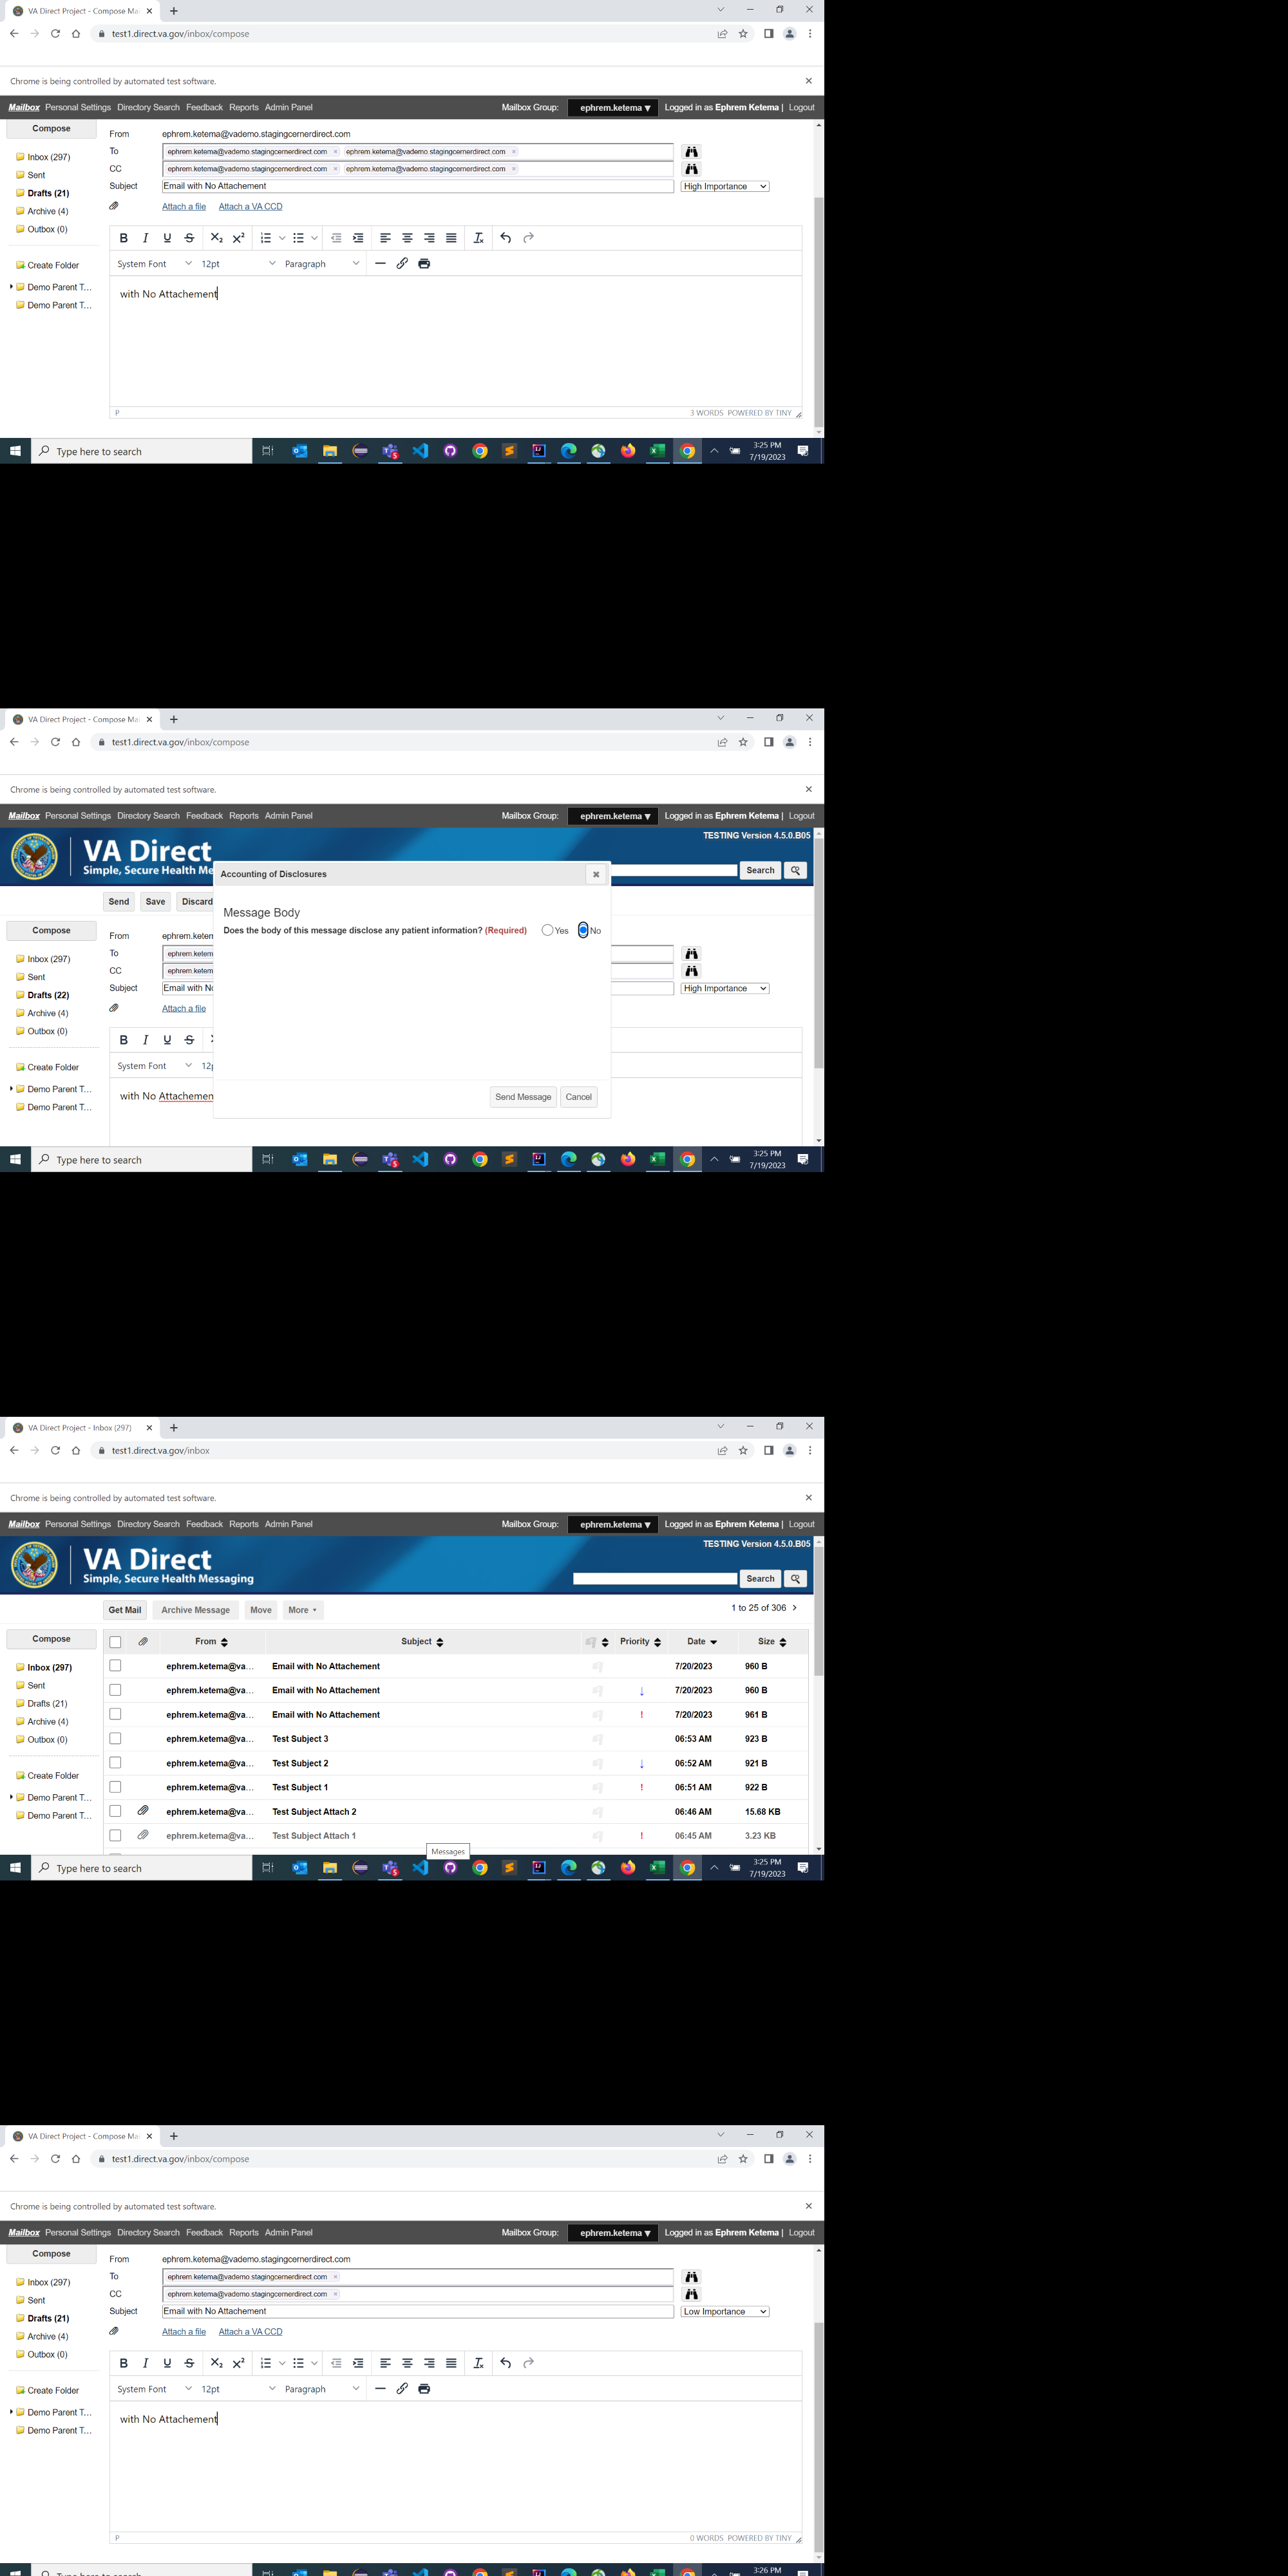 VA Direct Project - Compose Ma
test1.direct.va.gov/inbox/compose
Chrome is being controlled by automated test software.
Mailbox Personal Settings Directory Search Feedback Reports Admin Panel Mailbox Group: ephrem.ketema ▼ Logged in as Ephrem Ketema | Logout
Compose
From ephrem.ketema@vademo.stagingcernerdirect.com
To ephrem.ketema@vademo.stagingcernerdirect.com × ephrem.ketema@vademo.stagingcernerdirect.com ×
CC ephrem.ketema@vademo.stagingcernerdirect.com × ephrem.ketema@vademo.stagingcernerdirect.com ×
Subject Email with No Attachement High Importance
Attach a file Attach a VA CCD
Inbox (297)
Sent
Drafts (21)
Archive (4)
Outbox (0)
Create Folder
Demo Parent T...
Demo Parent T...
System Font 12pt Paragraph
with No Attachement
P 3 WORDS POWERED BY TINY
Type here to search
3:25 PM
7/19/2023
VA Direct Project - Compose Ma
test1.direct.va.gov/inbox/compose
Chrome is being controlled by automated test software.
Mailbox Personal Settings Directory Search Feedback Reports Admin Panel Mailbox Group: ephrem.ketema ▼ Logged in as Ephrem Ketema | Logout
TESTING Version 4.5.0.B05
VA Direct
Simple, Secure Health Me
Search
Accounting of Disclosures
Message Body
Does the body of this message disclose any patient information? (Required) Yes No
Send Message Cancel
Send Save Discard
Compose
From ephrem.keter
To ephrem.ketem
CC ephrem.ketem
Subject Email with No High Importance
Attach a file
Inbox (297)
Sent
Drafts (22)
Archive (4)
Outbox (0)
Create Folder
Demo Parent T...
Demo Parent T...
System Font 12p
with No Attachemen
Type here to search
3:25 PM
7/19/2023
VA Direct Project - Inbox (297)
test1.direct.va.gov/inbox
Chrome is being controlled by automated test software.
Mailbox Personal Settings Directory Search Feedback Reports Admin Panel Mailbox Group: ephrem.ketema ▼ Logged in as Ephrem Ketema | Logout
TESTING Version 4.5.0.B05
VA Direct
Simple, Secure Health Messaging
Search
Get Mail Archive Message Move More 1 to 25 of 306
Compose
Inbox (297)
Sent
Drafts (21)
Archive (4)
Outbox (0)
Create Folder
Demo Parent T...
Demo Parent T...
From Subject Priority Date Size
ephrem.ketema@va... Email with No Attachement 7/20/2023 960 B
ephrem.ketema@va... Email with No Attachement ↓ 7/20/2023 960 B
ephrem.ketema@va... Email with No Attachement ! 7/20/2023 961 B
ephrem.ketema@va... Test Subject 3 06:53 AM 923 B
ephrem.ketema@va... Test Subject 2 ↓ 06:52 AM 921 B
ephrem.ketema@va... Test Subject 1 ! 06:51 AM 922 B
ephrem.ketema@va... Test Subject Attach 2 06:46 AM 15.68 KB
ephrem.ketema@va... Test Subject Attach 1 ! 06:45 AM 3.23 KB
Messages
Type here to search
3:25 PM
7/19/2023
VA Direct Project - Compose Ma
test1.direct.va.gov/inbox/compose
Chrome is being controlled by automated test software.
Mailbox Personal Settings Directory Search Feedback Reports Admin Panel Mailbox Group: ephrem.ketema ▼ Logged in as Ephrem Ketema | Logout
Compose
From ephrem.ketema@vademo.stagingcernerdirect.com
To ephrem.ketema@vademo.stagingcernerdirect.com ×
CC ephrem.ketema@vademo.stagingcernerdirect.com ×
Subject Email with No Attachement Low Importance
Attach a file Attach a VA CCD
Inbox (297)
Sent
Drafts (21)
Archive (4)
Outbox (0)
Create Folder
Demo Parent T...
Demo Parent T...
System Font 12pt Paragraph
with No Attachement
P 0 WORDS POWERED BY TINY
3:26 PM